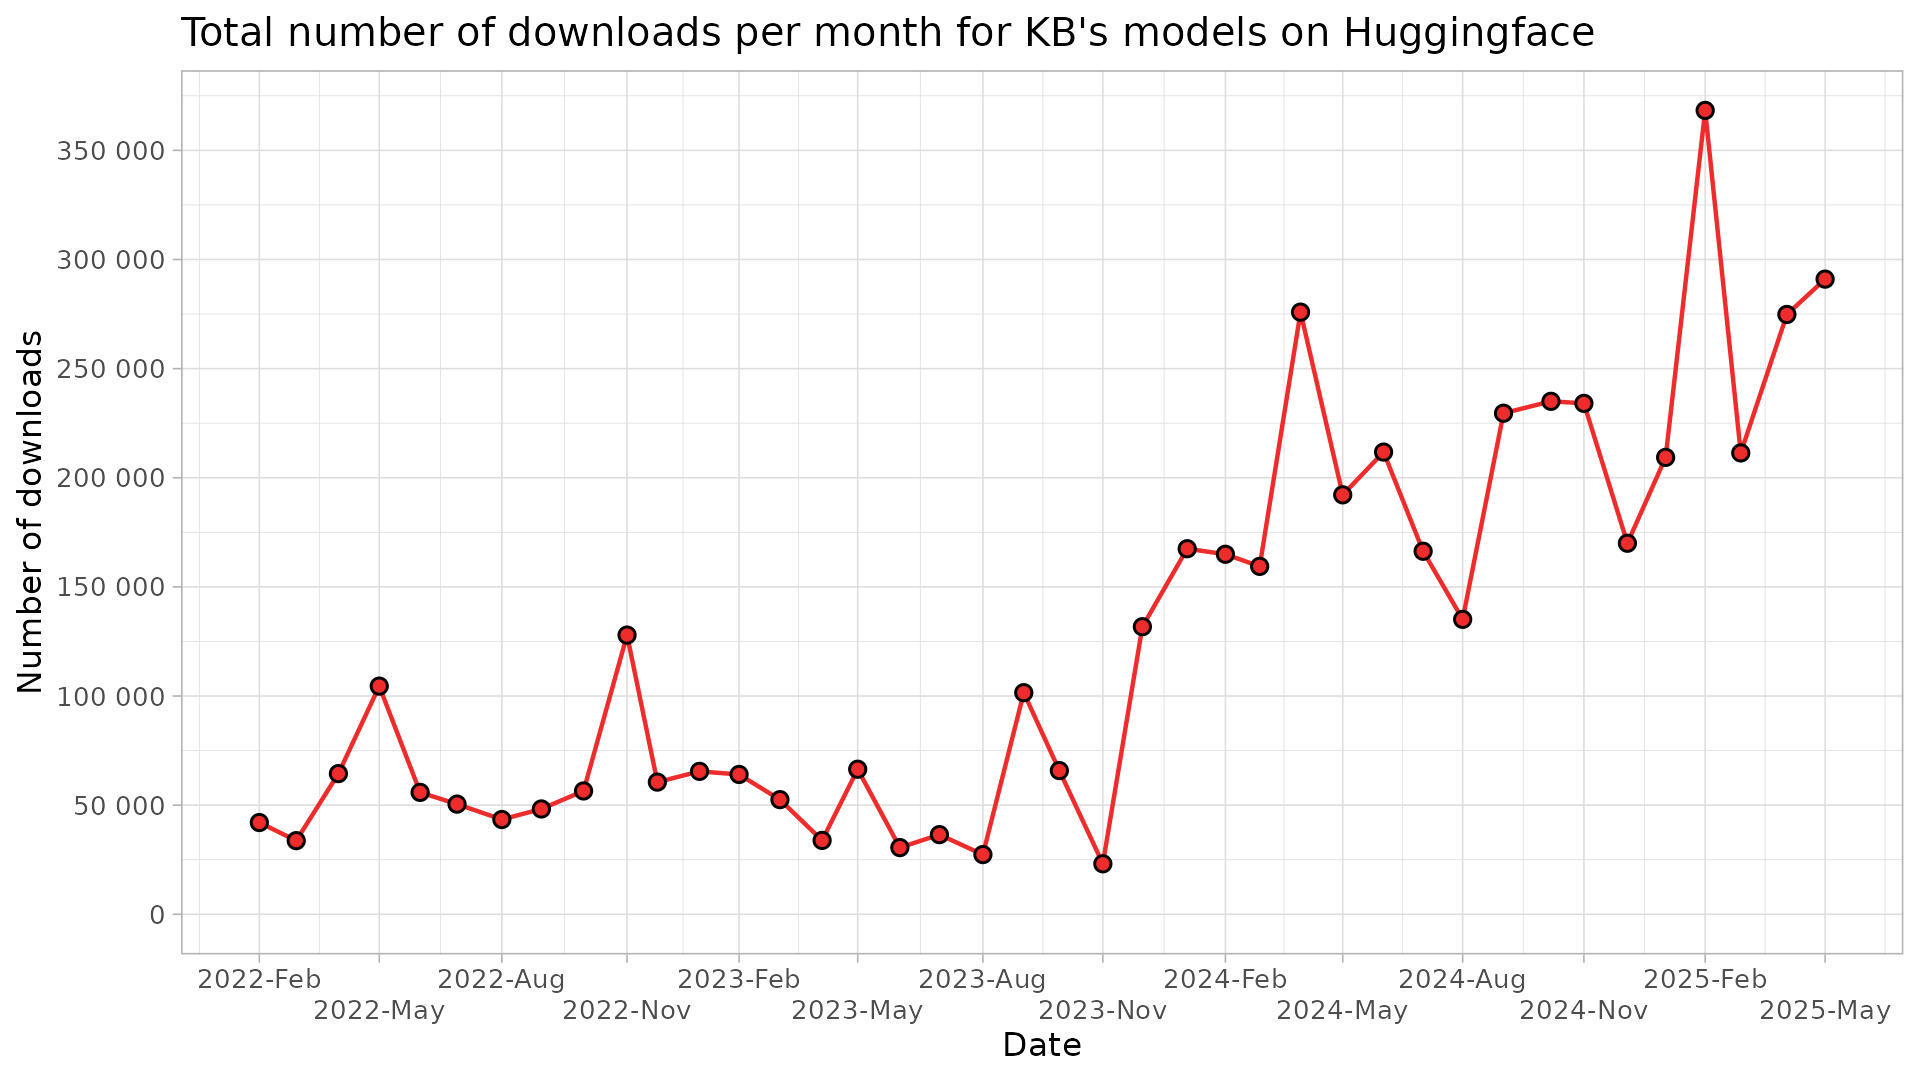 Total number of downloads per month for KB's models on Huggingface
Number of downloads
350 000
300 000
250 000
200 000
150 000
100 000
50 000
0
2022-Feb 2022-Aug 2023-Feb 2023-Aug 2024-Feb 2024-Aug 2025-Feb
2022-May 2022-Nov 2023-May 2023-Nov 2024-May 2024-Nov 2025-May
Date